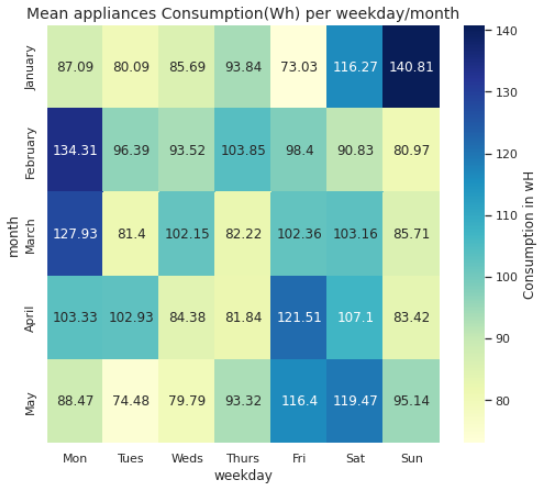 Mean appliances Consumption(Wh) per weekday/month
January 87.09 80.09 85.69 93.84 73.03 116.27 140.81
February 134.31 96.39 93.52 103.85 98.4 90.83 80.97
March 127.93 81.4 102.15 82.22 102.36 103.16 85.71
April 103.33 102.93 84.38 81.84 121.51 107.1 83.42
May 88.47 74.48 79.79 93.32 116.4 119.47 95.14
Mon Tues Weds Thurs Fri Sat Sun
weekday
month
140
130
120
110
100
90
80
Consumption in wH